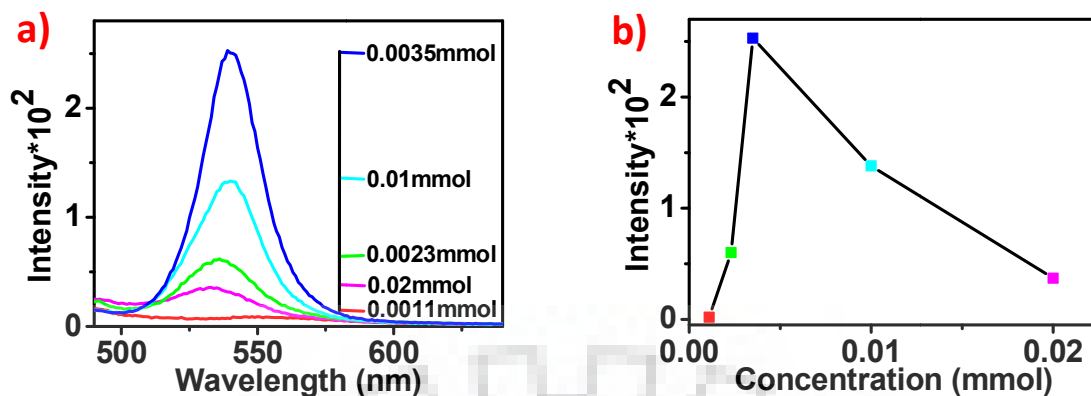 a)
Intensity*10^2
2
1
0
0.0035mmol
0.01mmol
0.0023mmol
0.02mmol
0.0011mmol
500 550 600
Wavelength (nm)
b)
Intensity*10^2
2
1
0
0.00 0.01 0.02
Concentration (mmol)